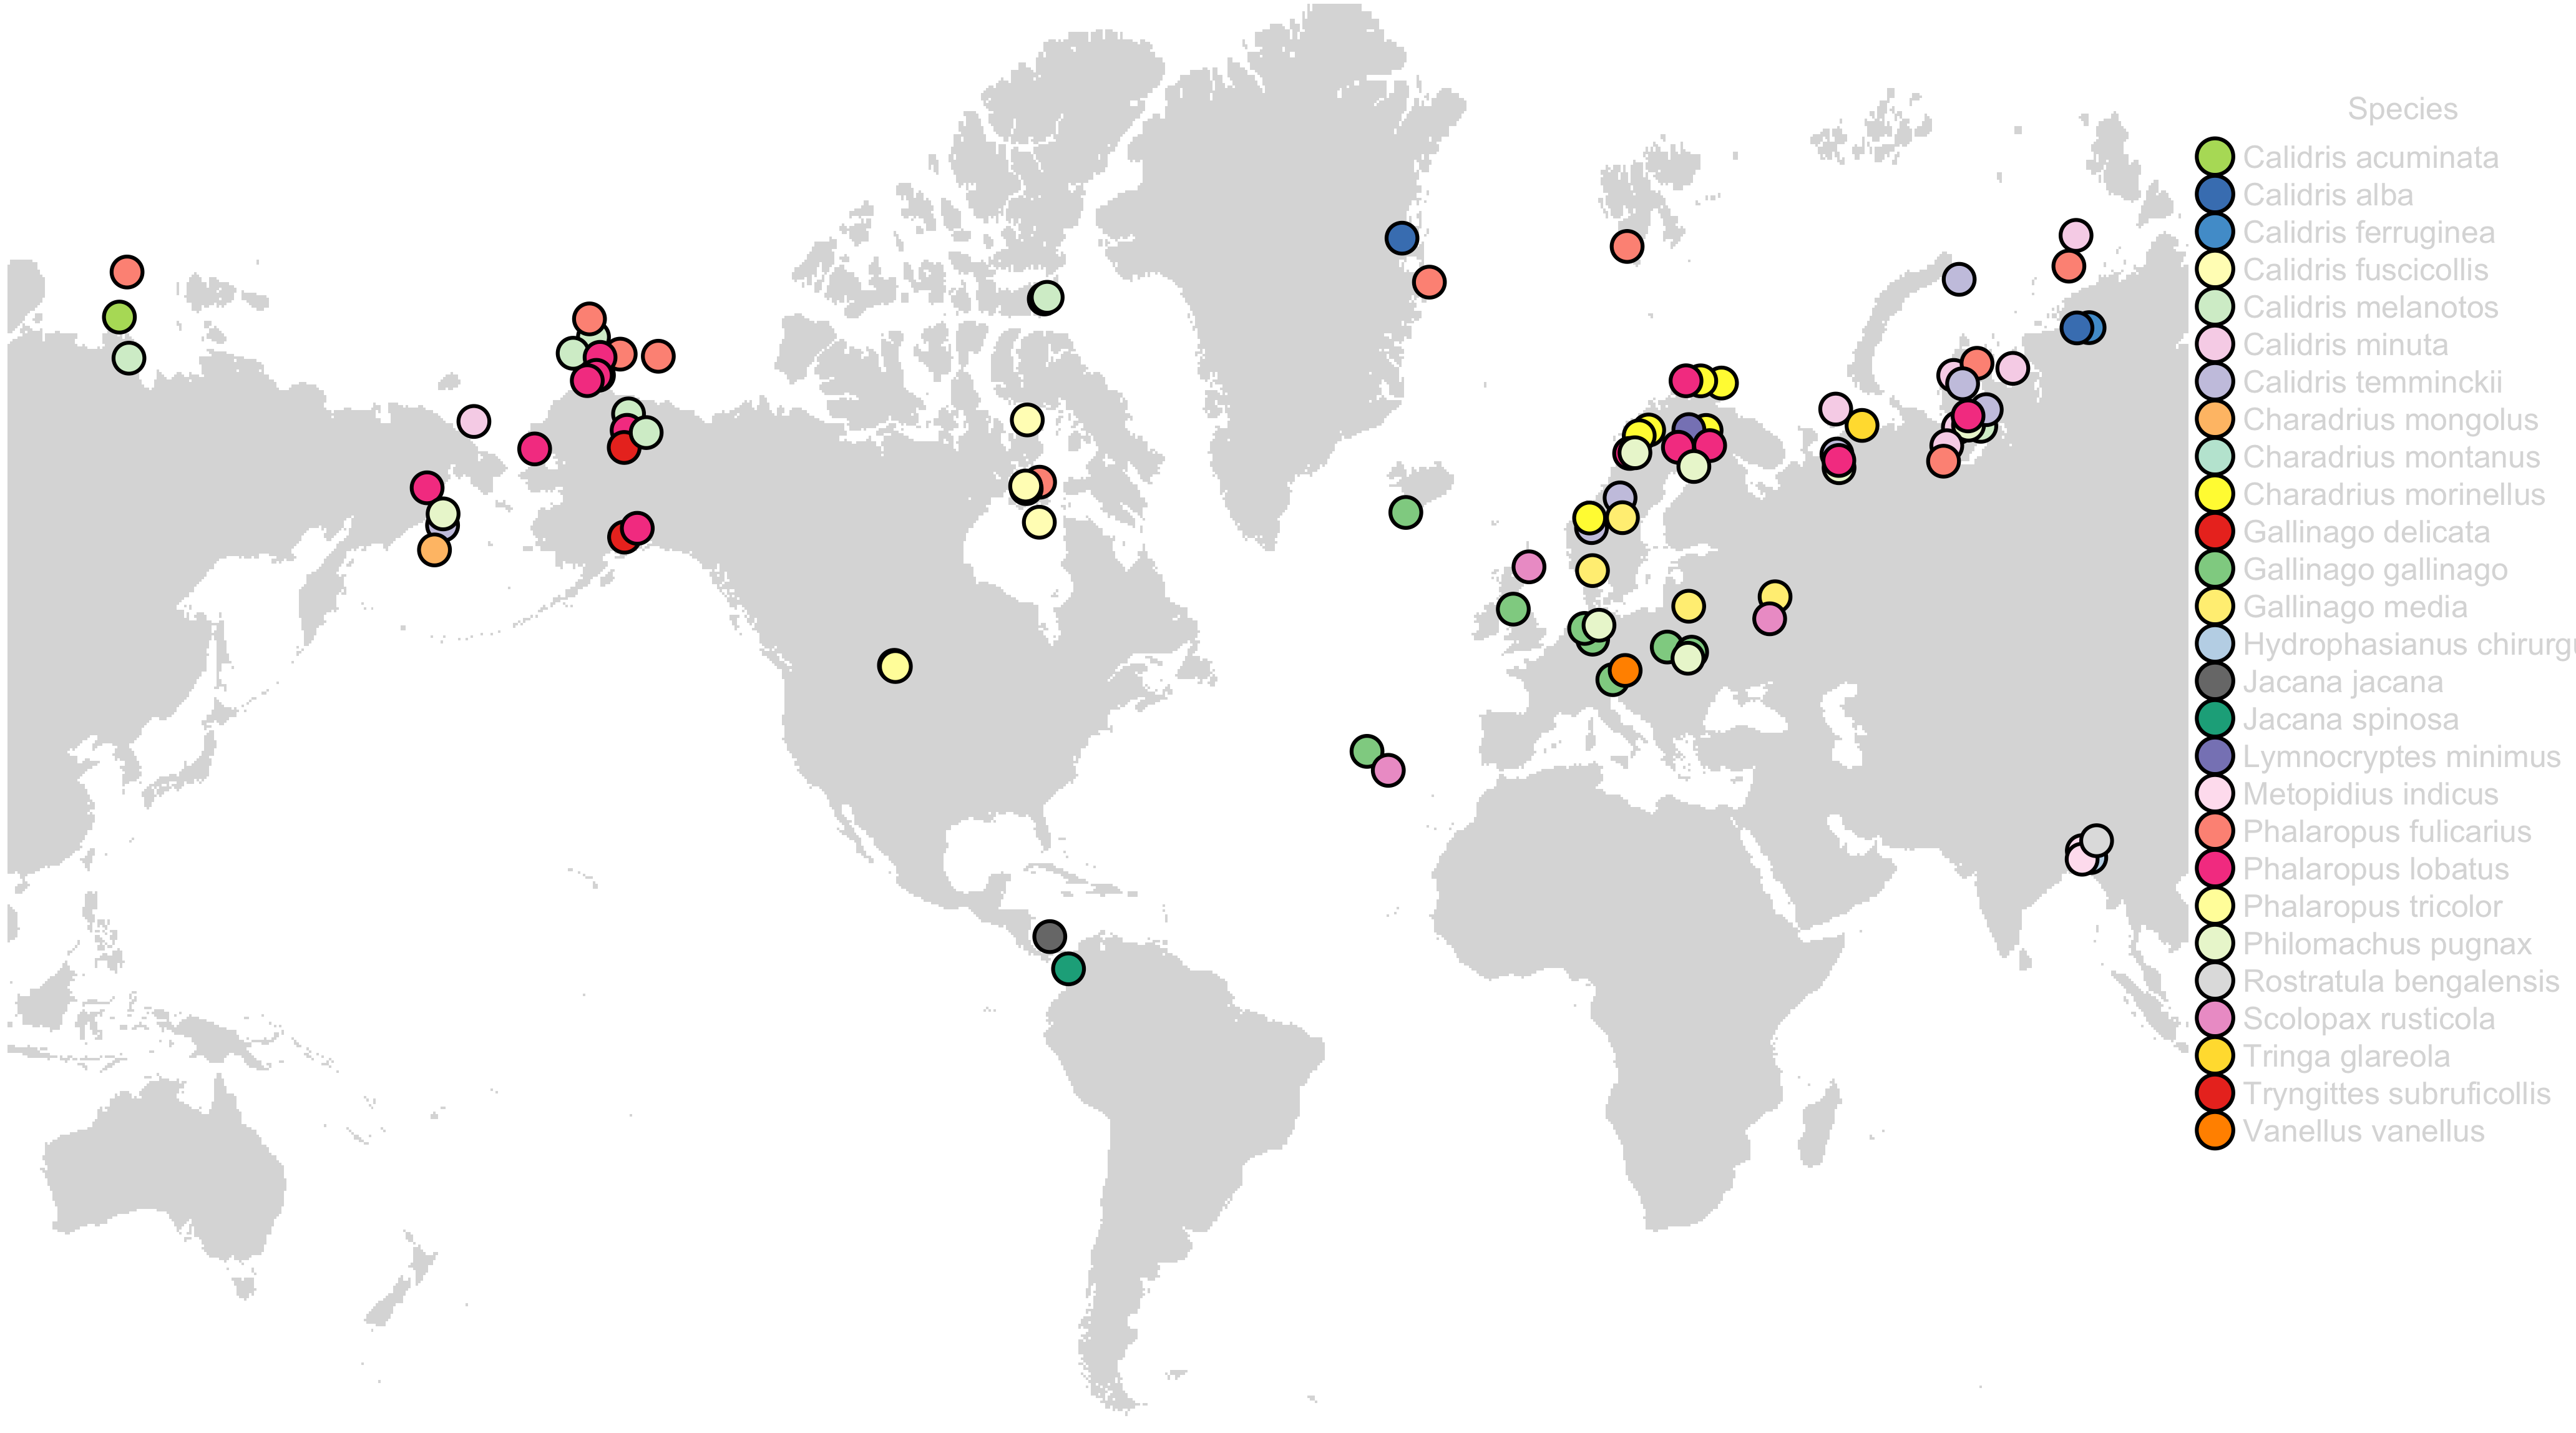 Species
Calidris acuminata
Calidris alba
Calidris ferruginea
Calidris fuscicollis
Calidris melanotos
Calidris minuta
Calidris temminckii
Charadrius mongolus
Charadrius montanus
Charadrius morinellus
Gallinago delicata
Gallinago gallinago
Gallinago media
Hydrophasianus chirurgu
Jacana jacana
Jacana spinosa
Lymnocryptes minimus
Metopidius indicus
Phalaropus fulicarius
Phalaropus lobatus
Phalaropus tricolor
Philomachus pugnax
Rostratula bengalensis
Scolopax rusticola
Tringa glareola
Tryngittes subruficollis
Vanellus vanellus